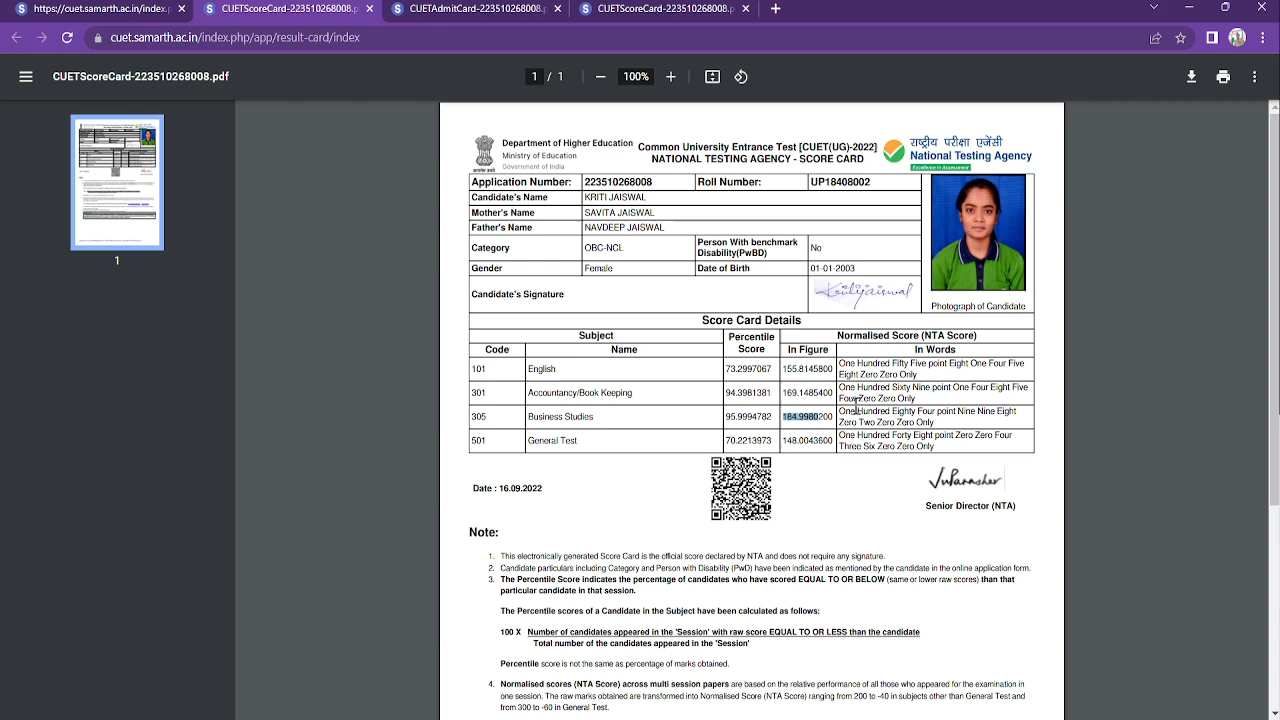 https://cuet.samarth.ac.in/index.p
CUETScoreCard-223510268008.p
CUETAdmitCard-223510268008.
CUETScoreCard-223510268008.p
cuet.samarth.ac.in/index.php/app/result-card/index
CUETScoreCard-223510268008.pdf
1 / 1
100%
1
Department of Higher Education
Ministry of Education
Government of India
Common University Entrance Test [CUET(UG)-2022]
NATIONAL TESTING AGENCY - SCORE CARD
राष्ट्रीय परीक्षा एजेंसी
National Testing Agency
Excellence in Assessment
Application Number: 223510268008 Roll Number: UP18408002
Candidate's Name KRITI JAISWAL
Mother's Name SAVITA JAISWAL
Father's Name NAVDEEP JAISWAL
Category OBC-NCL Person With benchmark Disability(PwBD) No
Gender Female Date of Birth 01-01-2003
Candidate's Signature
Photograph of Candidate
Score Card Details
Subject Percentile Score Normalised Score (NTA Score)
Code Name In Figure In Words
101 English 73.2997067 155.8145800 One Hundred Fifty Five point Eight One Four Five
Eight Zero Zero Only
301 Accountancy/Book Keeping 94.3981381 169.1485400 One Hundred Sixty Nine point One Four Eight Five
Four Zero Zero Only
305 Business Studies 95.9994782 184.9980200 One Hundred Eighty Four point Nine Nine Eight
Zero Two Zero Zero Only
501 General Test 70.2213973 148.0043600 One Hundred Forty Eight point Zero Zero Four
Three Six Zero Zero Only
Date : 16.09.2022
Senior Director (NTA)
Note:
1. This electronically generated Score Card is the official score declared by NTA and does not require any signature.
2. Candidate particulars including Category and Person with Disability (PwD) have been indicated as mentioned by the candidate in the online application form.
3. The Percentile Score indicates the percentage of candidates who have scored EQUAL TO OR BELOW (same or lower raw scores) than that
particular candidate in that session.
The Percentile scores of a Candidate in the Subject have been calculated as follows:
100 X Number of candidates appeared in the 'Session' with raw score EQUAL TO OR LESS than the candidate
Total number of the candidates appeared in the 'Session'
Percentile score is not the same as percentage of marks obtained.
4. Normalised scores (NTA Score) across multi session papers are based on the relative performance of all those who appeared for the examination in
one session. The raw marks obtained are transformed into Normalised Score (NTA Score) ranging from 200 to -40 in subjects other than General Test and
from 300 to -60 in General Test.